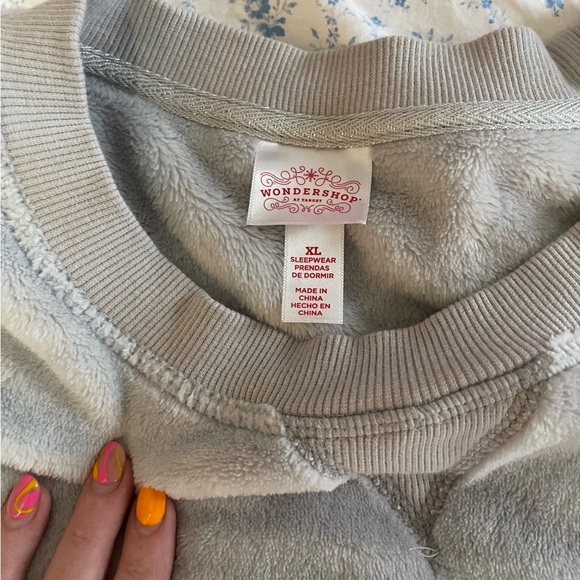 WONDERSHOP
AT TARGET
XL
SLEEPWEAR
PRENDAS
DE DORMIR
MADE IN
CHINA
HECHO EN
CHINA